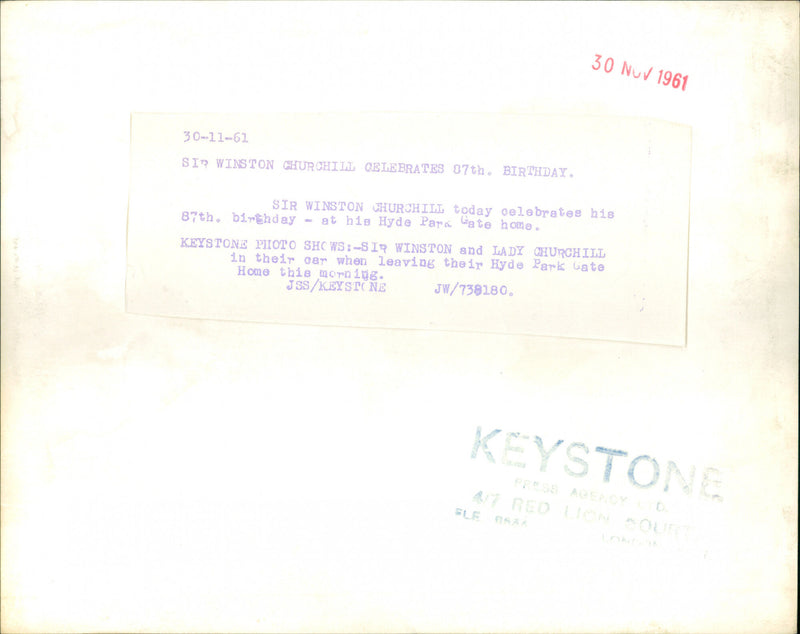 30 NOV 1961
30-11-61
SIR WINSTON CHURCHILL CELEBRATES 87th. BIRTHDAY.
SIR WINSTON CHURCHILL today celebrates his
87th. birthday - at his Hyde Park Gate home.
KEYSTONE PHOTO SHOWS:-SIR WINSTON and LADY CHURCHILL
in their car when leaving their Hyde Park Gate
Home this morning.
JSS/KEYSTONE JW/738180.
KEYSTONE
PRESS AGENCY LTD.
4/7 RED LION COURT
LONDON